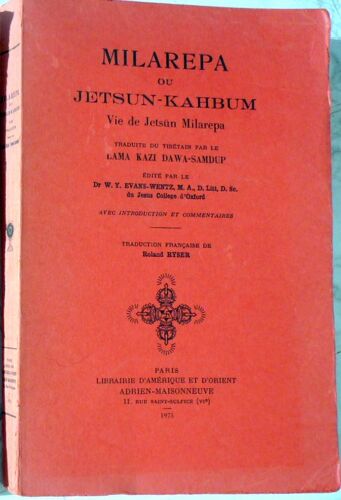 MILAREPA
OU
JETSUN-KAHBUM
Vie de Jetsün Milarepa
TRADUITE DU TIBÉTAIN PAR LE
LAMA KAZI DAWA-SAMDUP
ÉDITÉ PAR LE
Dr W. Y. EVANS-WENTZ, M. A., D. Litt, D. Sc.
du Jesus College d'Oxford
AVEC INTRODUCTION ET COMMENTAIRES
TRADUCTION FRANÇAISE DE
Roland RYSER
PARIS
LIBRAIRIE D'AMÉRIQUE ET D'ORIENT
ADRIEN-MAISONNEUVE
11, RUE SAINT-SULPICE (VIe)
1975